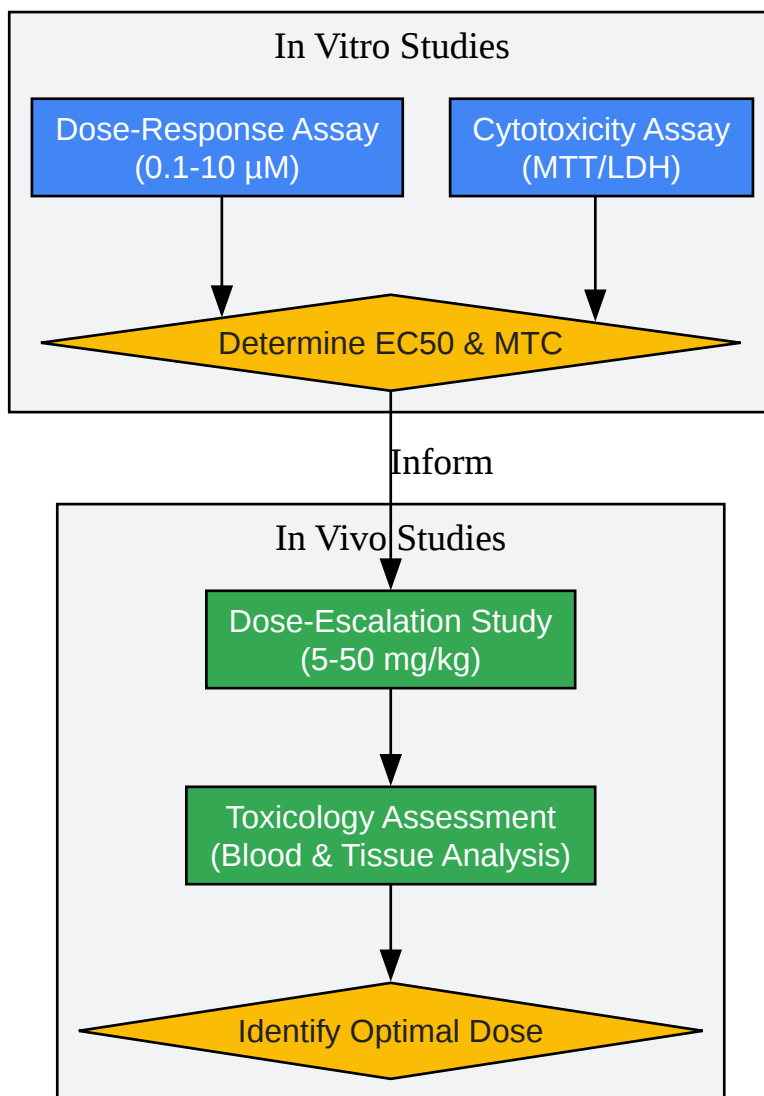 In Vitro Studies
Dose-Response Assay
(0.1-10 µM)
Cytotoxicity Assay
(MTT/LDH)
Determine EC50 & MTC
Inform
In Vivo Studies
Dose-Escalation Study
(5-50 mg/kg)
Toxicology Assessment
(Blood & Tissue Analysis)
Identify Optimal Dose